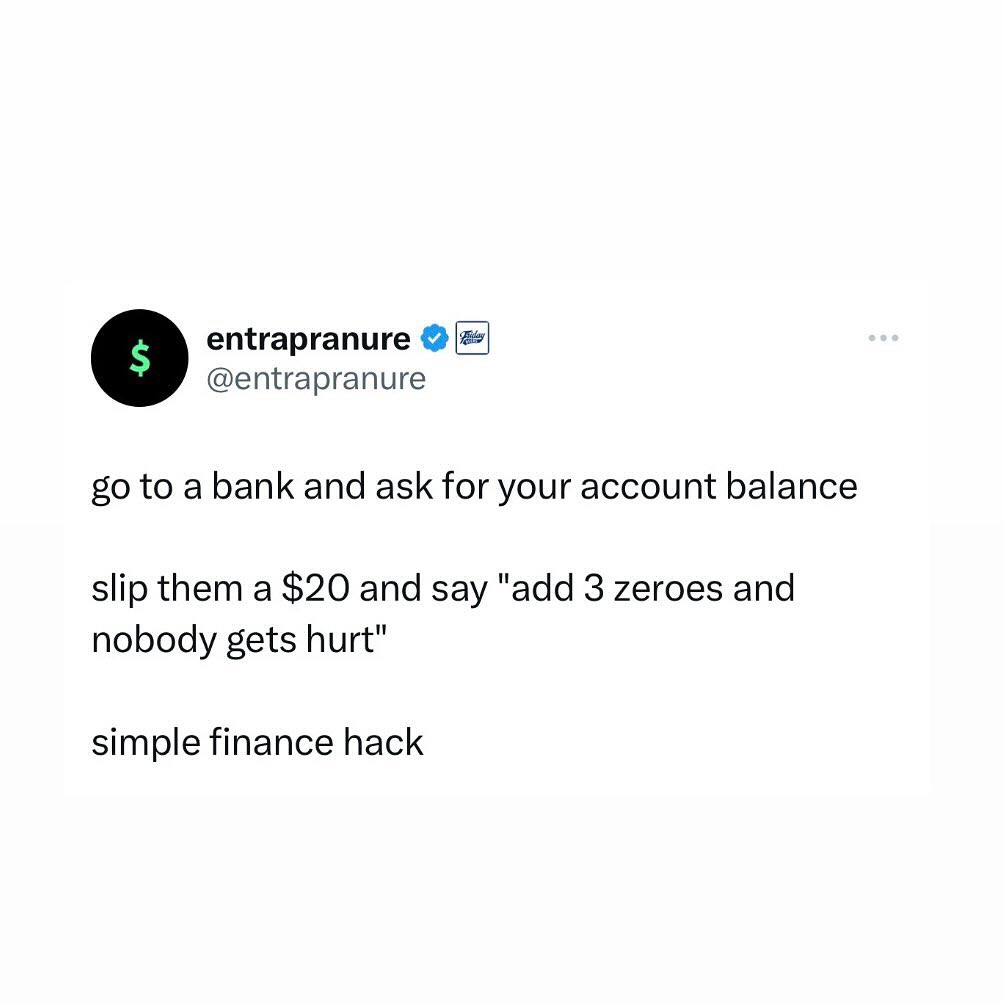 $
entrapranure
Friday
@entrapranure
go to a bank and ask for your account balance
slip them a $20 and say "add 3 zeroes and
nobody gets hurt"
simple finance hack